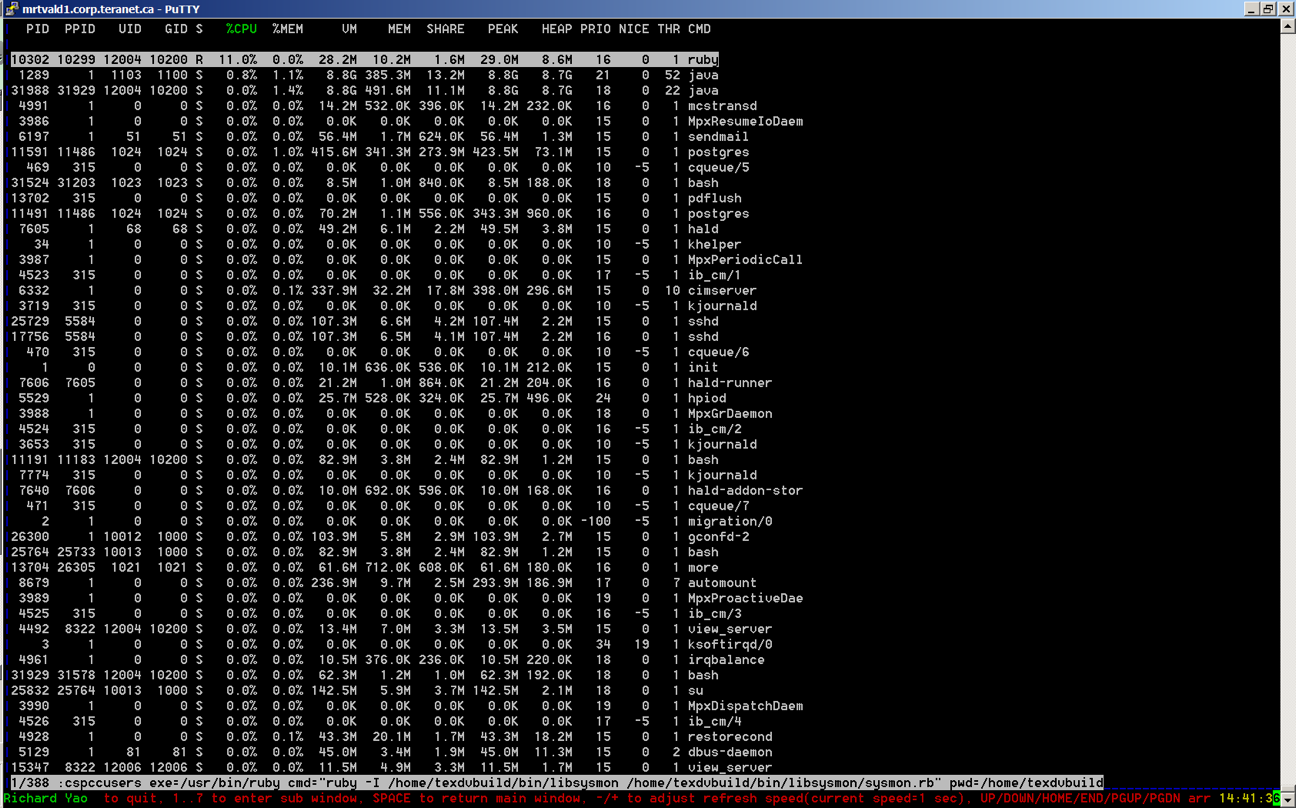 mrtvald1.corp.teranet.ca - PuTTY
PID PPID UID GID S %CPU %MEM VM MEM SHARE PEAK HEAP PRIO NICE THR CMD
10302 10299 12004 10200 R 11.0% 0.0% 28.2M 10.2M 1.6M 29.0M 8.6M 16 0 1 ruby
1289 1 1103 1100 S 0.8% 1.1% 8.8G 385.3M 13.2M 8.8G 8.7G 21 0 52 java
31988 31929 12004 10200 S 0.0% 1.4% 8.8G 491.6M 11.1M 8.8G 8.7G 18 0 22 java
4991 1 0 0 S 0.0% 0.0% 14.2M 532.0K 396.0K 14.2M 232.0K 16 0 1 mcstransd
3986 1 0 0 S 0.0% 0.0% 0.0K 0.0K 0.0K 0.0K 0.0K 15 0 1 MpxResumeIoDaem
6197 1 51 51 S 0.0% 0.0% 56.4M 1.7M 624.0K 56.4M 1.3M 15 0 1 sendmail
11591 11486 1024 1024 S 0.0% 1.0% 415.6M 341.3M 273.9M 423.5M 73.1M 15 0 1 postgres
469 315 0 0 S 0.0% 0.0% 0.0K 0.0K 0.0K 0.0K 0.0K 10 -5 1 cqueue/5
31524 31203 1023 1023 S 0.0% 0.0% 8.5M 1.0M 840.0K 8.5M 188.0K 18 0 1 bash
13702 315 0 0 S 0.0% 0.0% 0.0K 0.0K 0.0K 0.0K 0.0K 15 0 1 pdflush
11491 11486 1024 1024 S 0.0% 0.0% 70.2M 1.1M 556.0K 343.3M 960.0K 16 0 1 postgres
7605 1 68 68 S 0.0% 0.0% 49.2M 6.1M 2.2M 49.5M 3.8M 15 0 1 hald
34 1 0 0 S 0.0% 0.0% 0.0K 0.0K 0.0K 0.0K 0.0K 10 -5 1 khelper
3987 1 0 0 S 0.0% 0.0% 0.0K 0.0K 0.0K 0.0K 0.0K 15 0 1 MpxPeriodicCall
4523 315 0 0 S 0.0% 0.0% 0.0K 0.0K 0.0K 0.0K 0.0K 17 -5 1 ib_cm/1
6332 1 0 0 S 0.0% 0.1% 337.9M 32.2M 17.8M 398.0M 296.6M 15 0 10 cimserver
3719 315 0 0 S 0.0% 0.0% 0.0K 0.0K 0.0K 0.0K 0.0K 10 -5 1 kjournald
25729 5584 0 0 S 0.0% 0.0% 107.3M 6.6M 4.2M 107.4M 2.2M 15 0 1 sshd
17756 5584 0 0 S 0.0% 0.0% 107.3M 6.5M 4.1M 107.4M 2.2M 16 0 1 sshd
470 315 0 0 S 0.0% 0.0% 0.0K 0.0K 0.0K 0.0K 0.0K 10 -5 1 cqueue/6
1 0 0 0 S 0.0% 0.0% 10.1M 636.0K 536.0K 10.1M 212.0K 15 0 1 init
7606 7605 0 0 S 0.0% 0.0% 21.2M 1.0M 864.0K 21.2M 204.0K 16 0 1 hald-runner
5529 1 0 0 S 0.0% 0.0% 25.7M 528.0K 324.0K 25.7M 496.0K 24 0 1 hpiod
3988 1 0 0 S 0.0% 0.0% 0.0K 0.0K 0.0K 0.0K 0.0K 18 0 1 MpxGrDaemon
4524 315 0 0 S 0.0% 0.0% 0.0K 0.0K 0.0K 0.0K 0.0K 16 -5 1 ib_cm/2
3653 315 0 0 S 0.0% 0.0% 0.0K 0.0K 0.0K 0.0K 0.0K 10 -5 1 kjournald
11191 11183 12004 10200 S 0.0% 0.0% 82.9M 3.8M 2.4M 82.9M 1.2M 15 0 1 bash
7774 315 0 0 S 0.0% 0.0% 0.0K 0.0K 0.0K 0.0K 0.0K 10 -5 1 kjournald
7640 7606 0 0 S 0.0% 0.0% 10.0M 692.0K 596.0K 10.0M 168.0K 16 0 1 hald-addon-stor
471 315 0 0 S 0.0% 0.0% 0.0K 0.0K 0.0K 0.0K 0.0K 10 -5 1 cqueue/7
2 1 0 0 S 0.0% 0.0% 0.0K 0.0K 0.0K 0.0K 0.0K -100 -5 1 migration/0
26300 1 10012 1000 S 0.0% 0.0% 103.9M 5.8M 2.9M 103.9M 2.7M 15 0 1 gconfd-2
25764 25733 10013 1000 S 0.0% 0.0% 82.9M 3.8M 2.4M 82.9M 1.2M 15 0 1 bash
13704 26305 1021 1021 S 0.0% 0.0% 61.6M 712.0K 608.0K 61.6M 180.0K 16 0 1 more
8679 1 0 0 S 0.0% 0.0% 236.9M 9.7M 2.5M 293.9M 186.9M 17 0 7 automount
3989 1 0 0 S 0.0% 0.0% 0.0K 0.0K 0.0K 0.0K 0.0K 19 0 1 MpxProactiveDae
4525 315 0 0 S 0.0% 0.0% 0.0K 0.0K 0.0K 0.0K 0.0K 16 -5 1 ib_cm/3
4492 8322 12004 10200 S 0.0% 0.0% 13.4M 7.0M 3.3M 13.5M 3.5M 15 0 1 view_server
3 1 0 0 S 0.0% 0.0% 0.0K 0.0K 0.0K 0.0K 0.0K 34 19 1 ksoftirqd/0
4961 1 0 0 S 0.0% 0.0% 10.5M 376.0K 236.0K 10.5M 220.0K 18 0 1 irqbalance
31929 31578 12004 10200 S 0.0% 0.0% 62.3M 1.2M 1.0M 62.3M 192.0K 18 0 1 bash
25832 25764 10013 1000 S 0.0% 0.0% 142.5M 5.9M 3.7M 142.5M 2.1M 18 0 1 su
3990 1 0 0 S 0.0% 0.0% 0.0K 0.0K 0.0K 0.0K 0.0K 19 0 1 MpxDispatchDaem
4526 315 0 0 S 0.0% 0.0% 0.0K 0.0K 0.0K 0.0K 0.0K 17 -5 1 ib_cm/4
4928 1 0 0 S 0.0% 0.1% 43.3M 20.1M 1.7M 43.3M 18.2M 15 0 1 restorecond
5129 1 81 81 S 0.0% 0.0% 45.0M 3.4M 1.9M 45.0M 11.3M 15 0 2 dbus-daemon
15347 8322 12006 12006 S 0.0% 0.0% 11.5M 4.9M 3.3M 11.5M 1.7M 15 0 1 view_server
1/388 :cspccusers exe=/usr/bin/ruby cmd="ruby -I /home/texdvbuild/bin/libsysmon /home/texdvbuild/bin/libsysmon/sysmon.rb" pwd=/home/texdvbuild
Richard Yao to quit, 1..7 to enter sub window, SPACE to return main window, -/+ to adjust refresh speed(current speed=1 sec), UP/DOWN/HOME/END/PGUP/PGDN arr 14:41:36